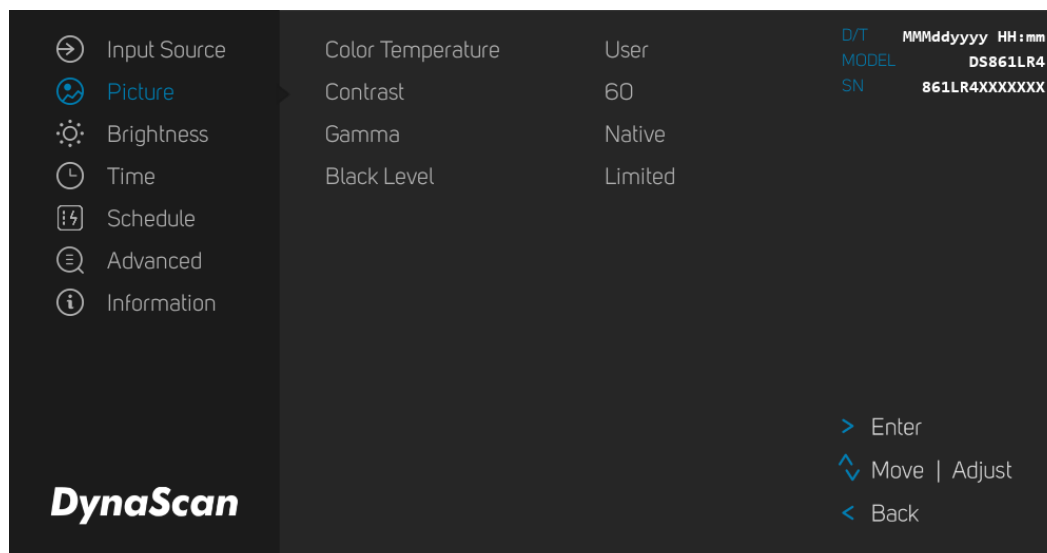 Input Source
Picture
Brightness
Time
Schedule
Advanced
Information
DynaScan
Color Temperature User
Contrast 60
Gamma Native
Black Level Limited
D/T MMMddyyyy HH:mm
MODEL DS861LR4
SN 861LR4XXXXXXX
> Enter
Move | Adjust
< Back